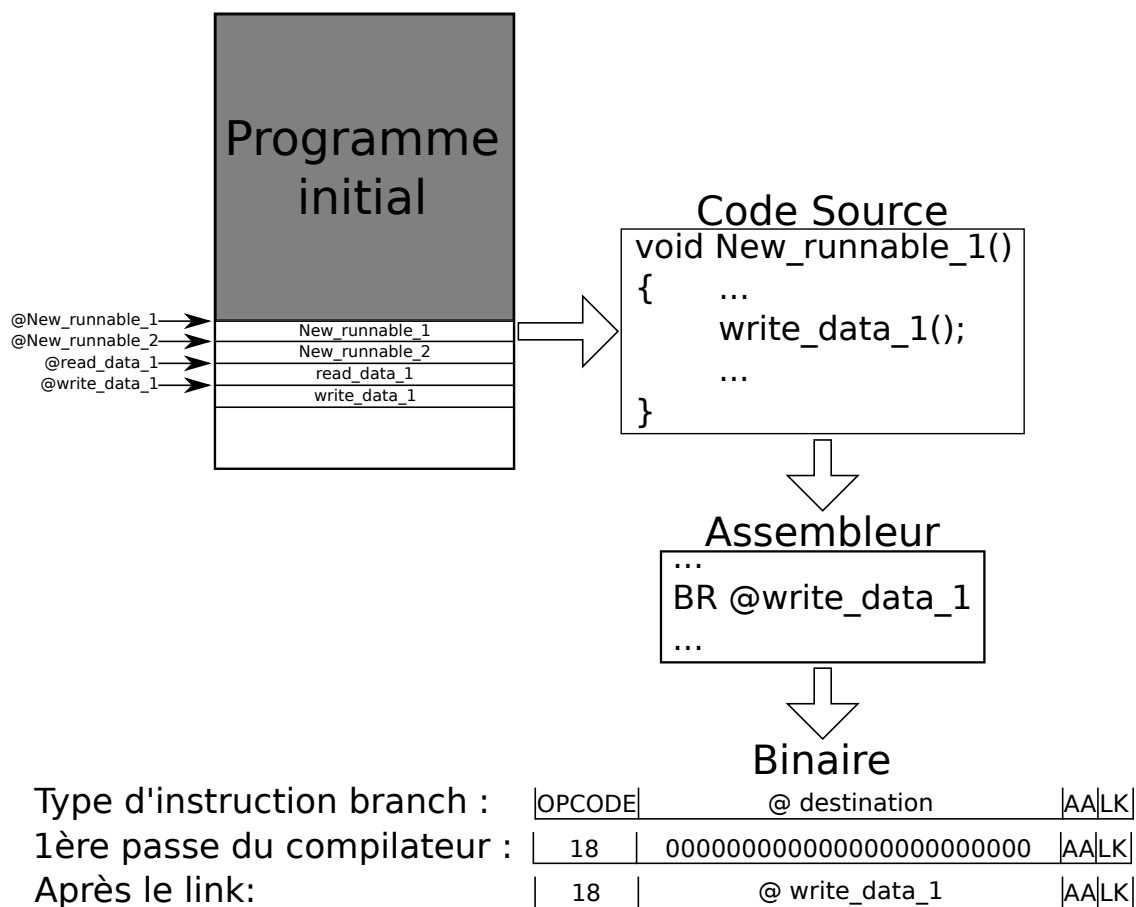 Programme
initial
@New_runnable_1
@New_runnable_2
@read_data_1
@write_data_1
New_runnable_1
New_runnable_2
read_data_1
write_data_1
Code Source
void New_runnable_1()
{ ...
write_data_1();
...
}
Assembleur
...
BR @write_data_1
...
Binaire
Type d'instruction branch : OPCODE @ destination AA LK
1ère passe du compilateur : 18 000000000000000000000000 AA LK
Après le link: 18 @ write_data_1 AA LK